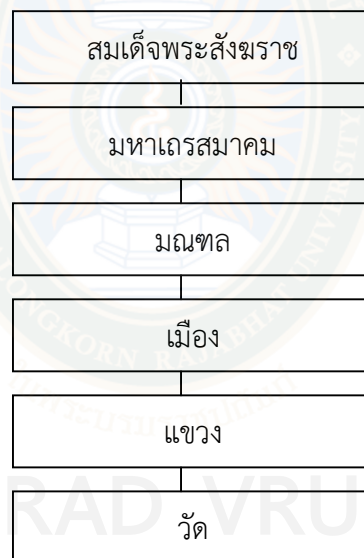 สมเด็จพระสังฆราช
มหาเถรสมาคม
มณฑล
เมือง
แขวง
วัด
RAD VRU